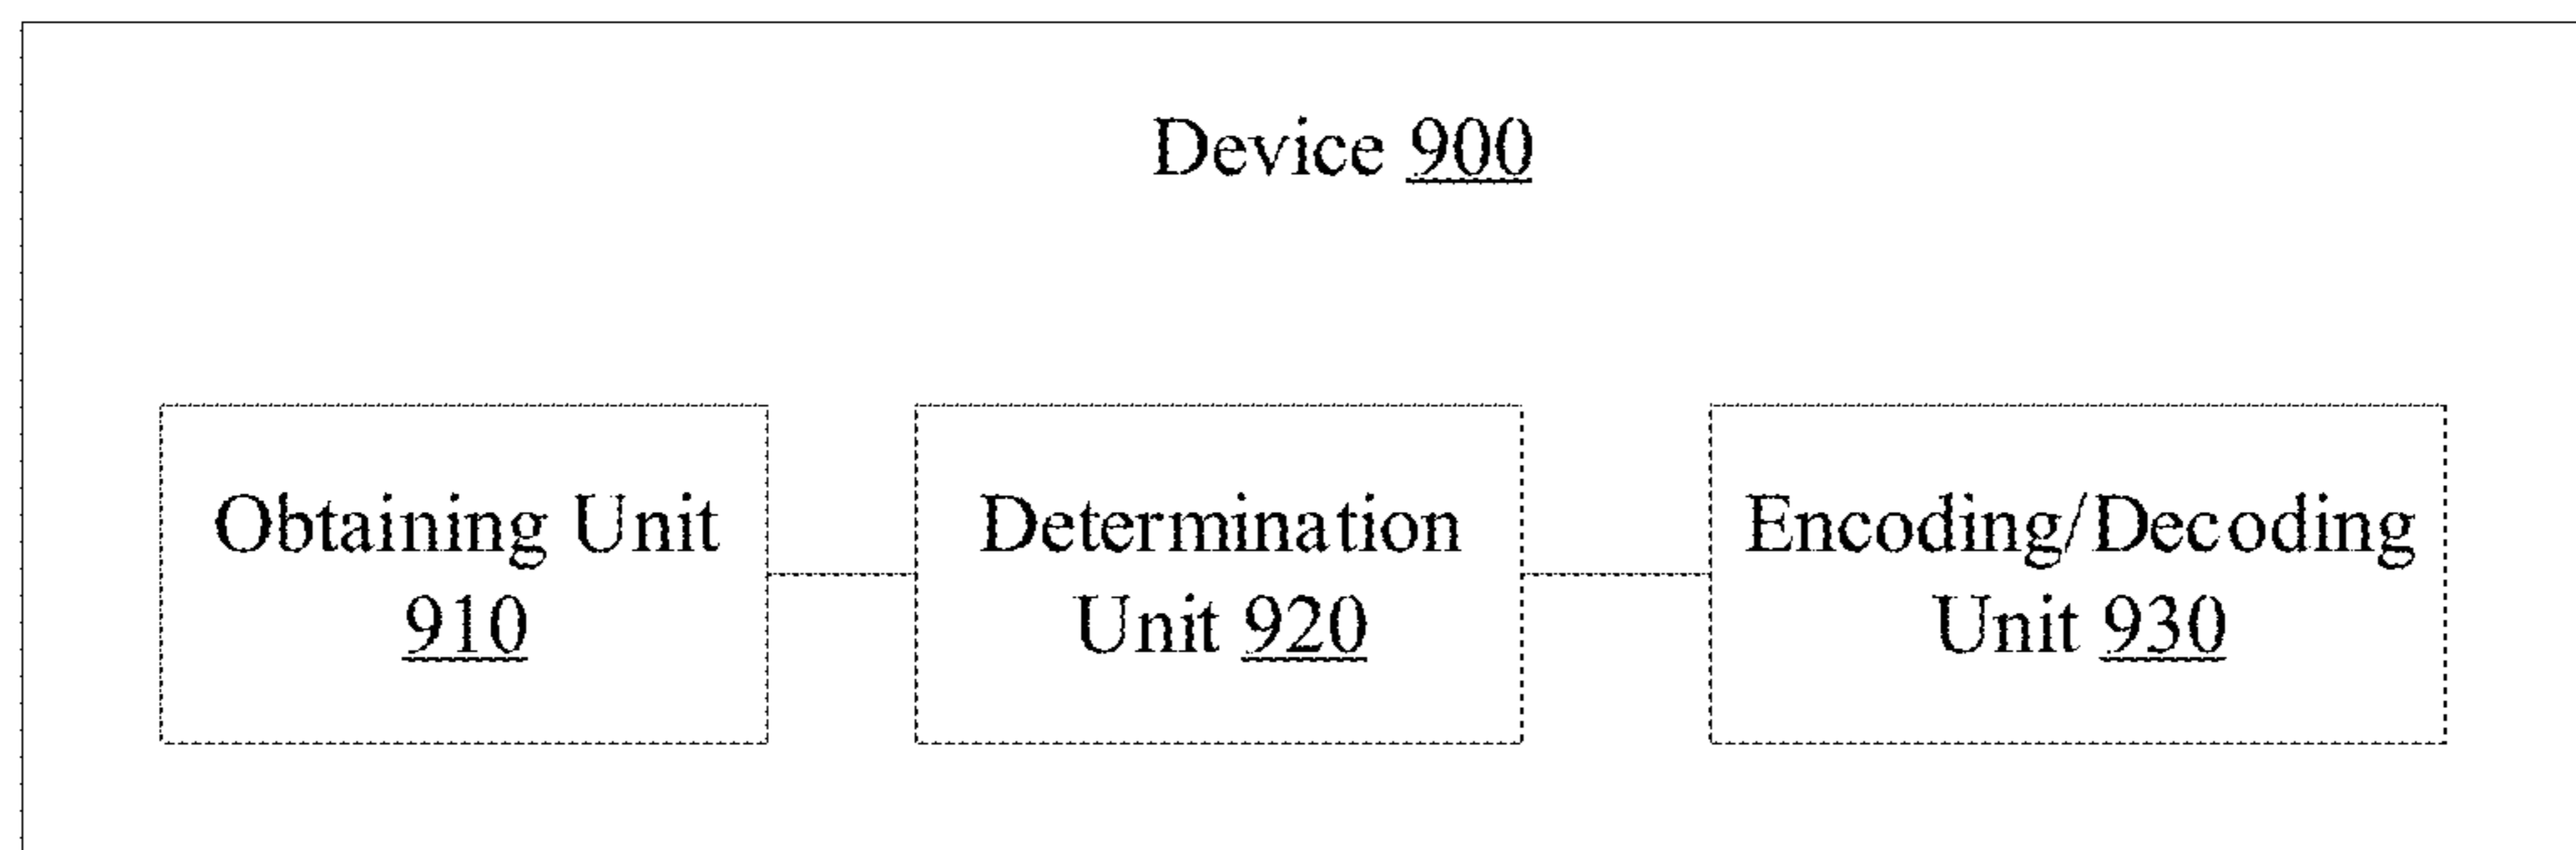 Device 900
Obtaining Unit
910
Determination
Unit 920
Encoding/Decoding
Unit 930